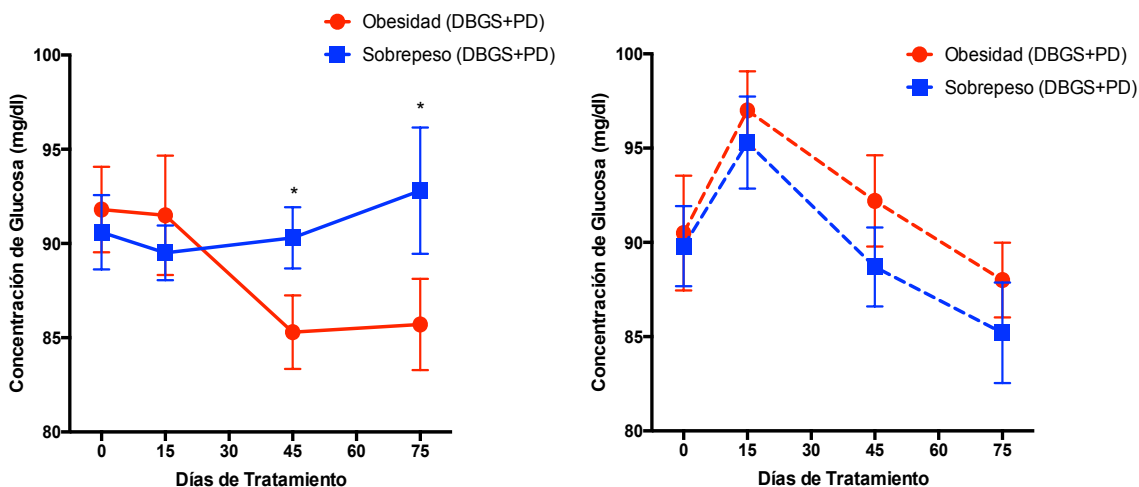 Obesidad (DBGS+PD)
Sobrepeso (DBGS+PD)
100
95
90
85
80
Concentración de Glucosa (mg/dl)
*
*
0 15 30 45 60 75
Días de Tratamiento
Obesidad (DBGS+PD)
Sobrepeso (DBGS+PD)
100
95
90
85
80
Concentración de Glucosa (mg/dl)
0 15 30 45 60 75
Días de Tratamiento